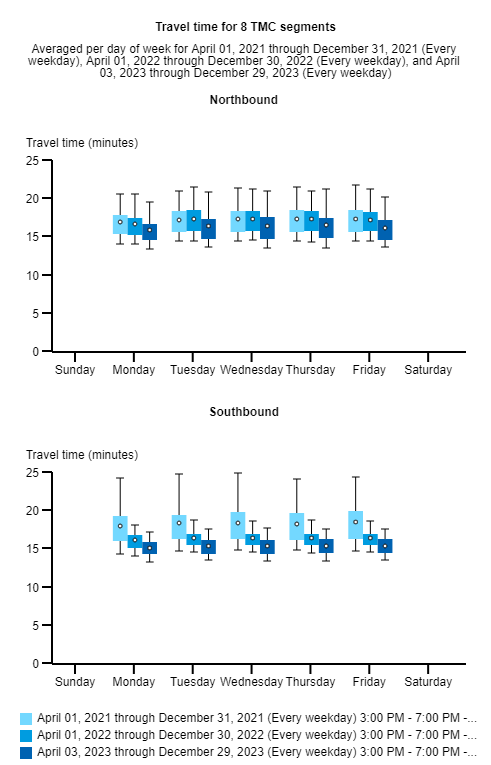 Travel time for 8 TMC segments
Averaged per day of week for April 01, 2021 through December 31, 2021 (Every
weekday), April 01, 2022 through December 30, 2022 (Every weekday), and April
03, 2023 through December 29, 2023 (Every weekday)
Northbound
Travel time (minutes)
25
20
15
10
5
0
Sunday Monday Tuesday Wednesday Thursday Friday Saturday
Southbound
Travel time (minutes)
25
20
15
10
5
0
Sunday Monday Tuesday Wednesday Thursday Friday Saturday
April 01, 2021 through December 31, 2021 (Every weekday) 3:00 PM - 7:00 PM -...
April 01, 2022 through December 30, 2022 (Every weekday) 3:00 PM - 7:00 PM -...
April 03, 2023 through December 29, 2023 (Every weekday) 3:00 PM - 7:00 PM -...